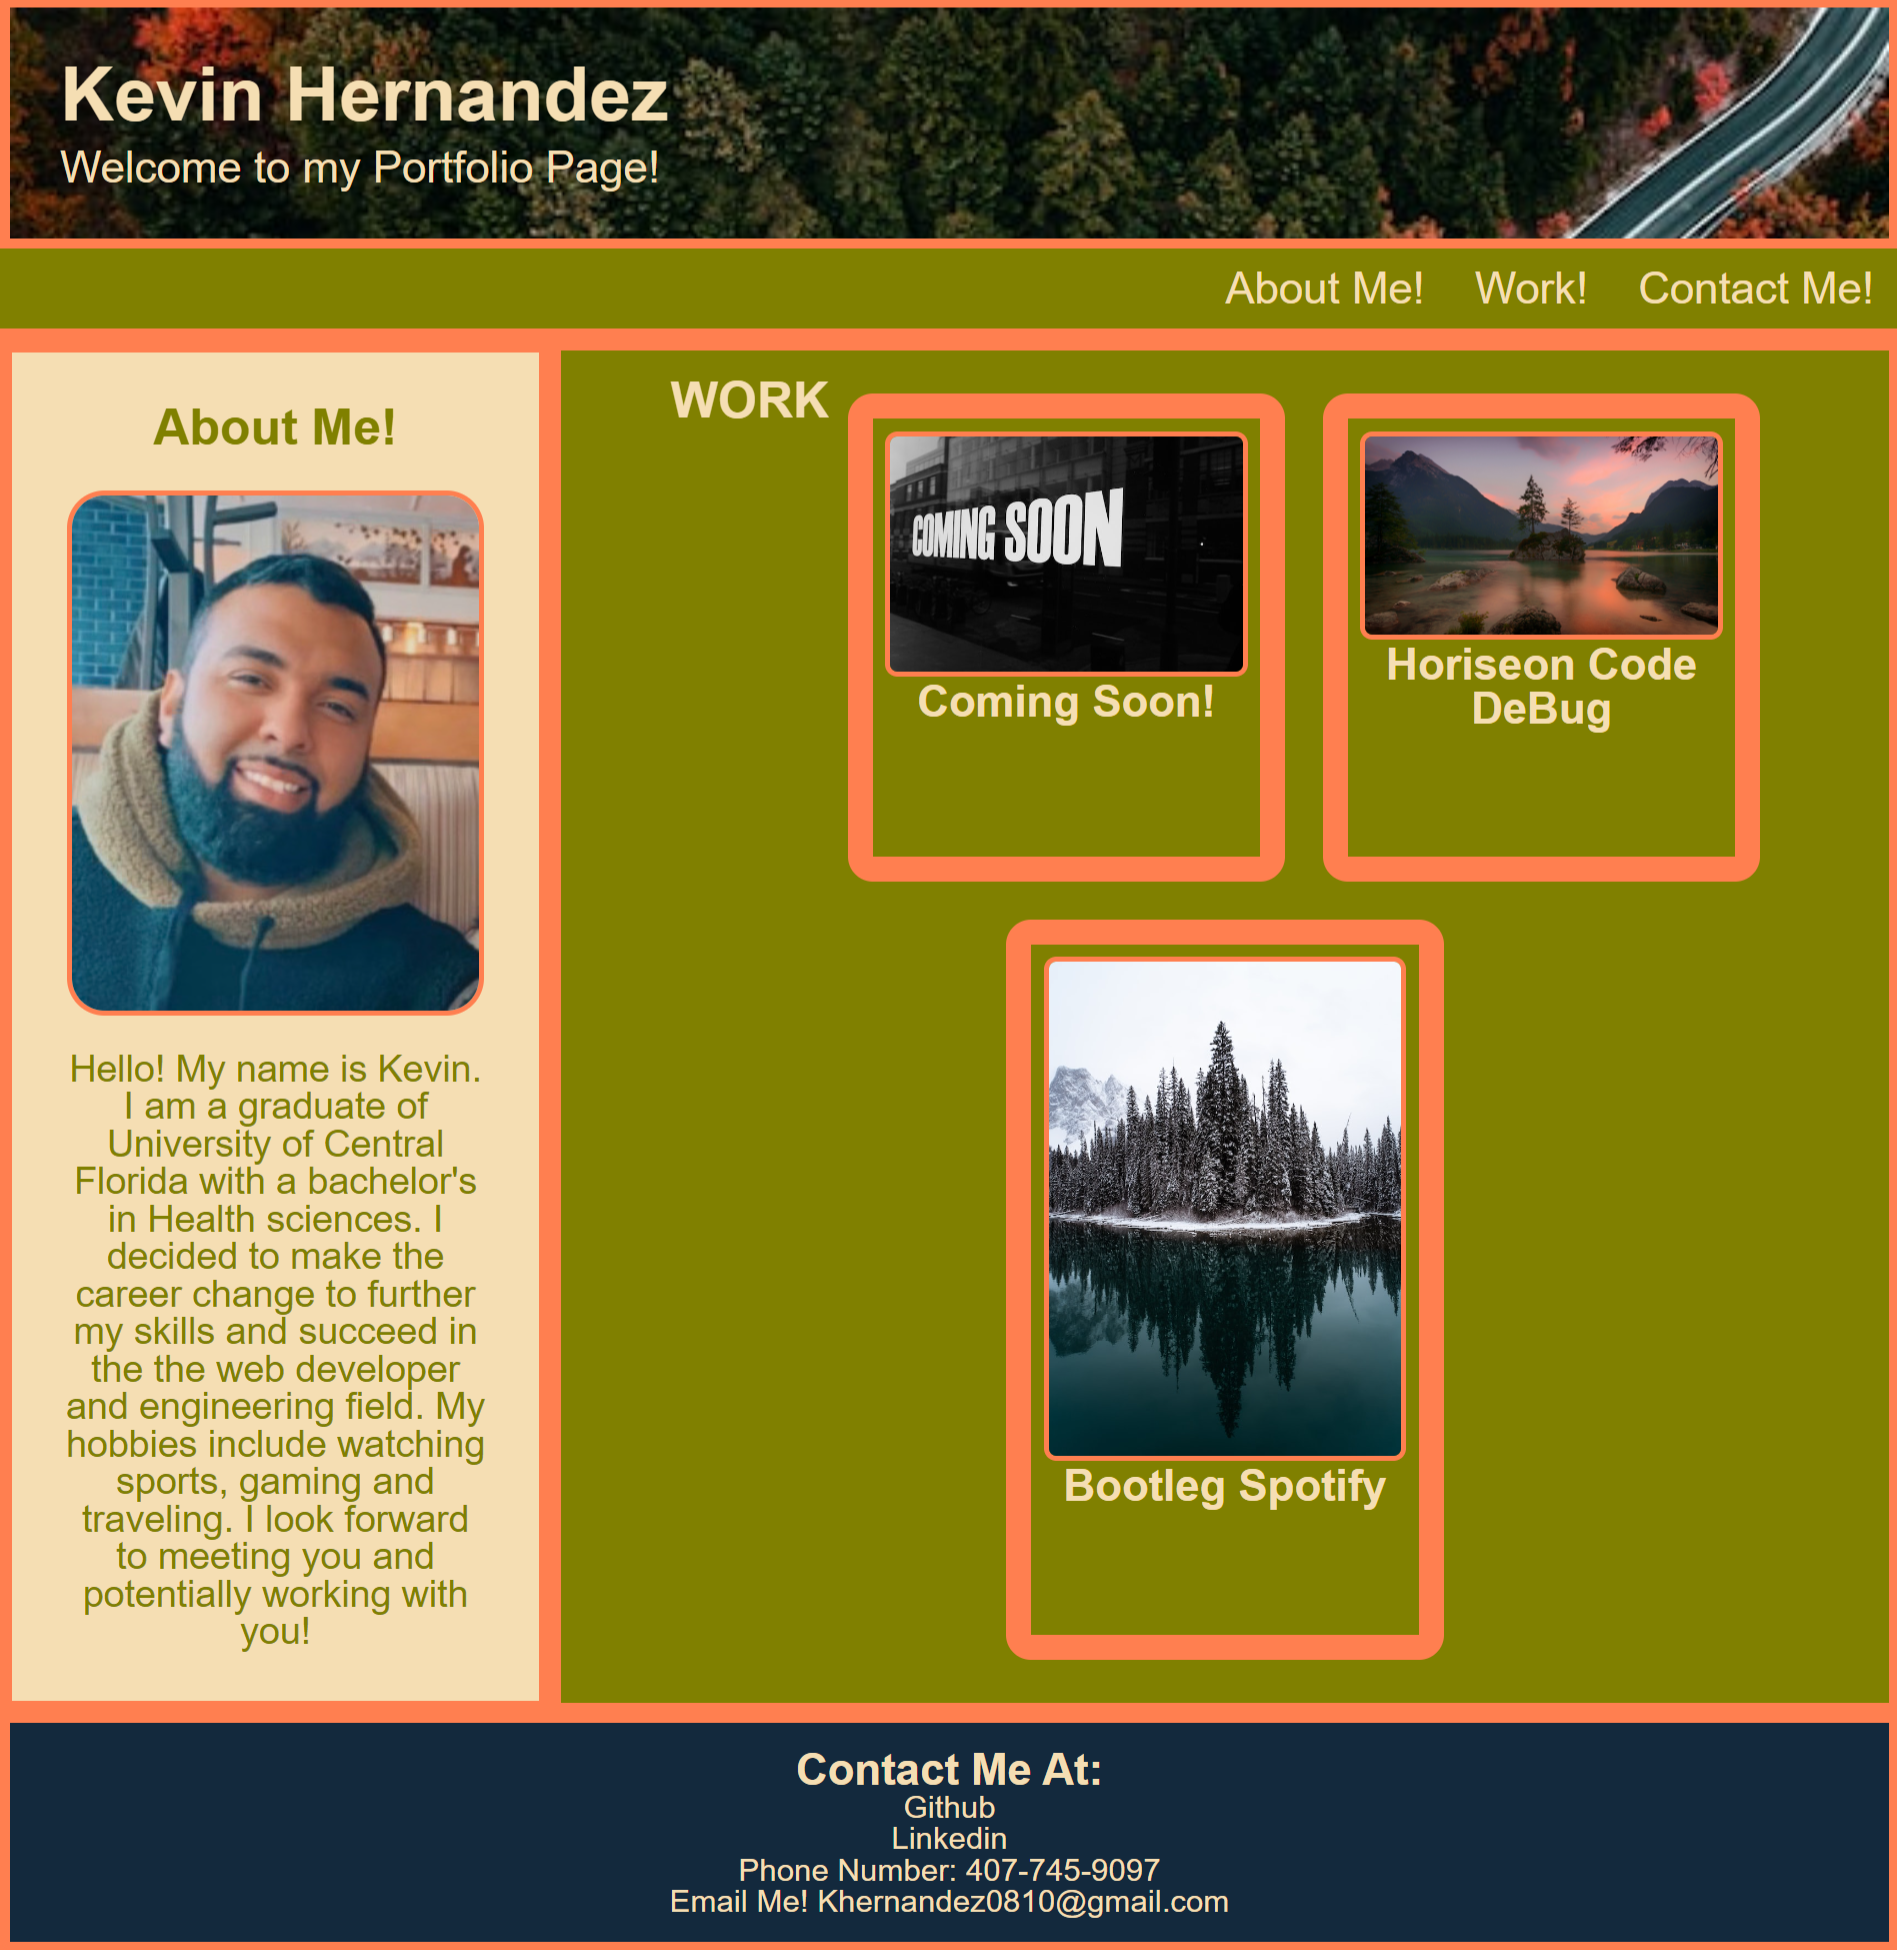 Kevin Hernandez
Welcome to my Portfolio Page!
About Me! Work! Contact Me!
About Me!
Hello! My name is Kevin.
I am a graduate of
University of Central
Florida with a bachelor's
in Health sciences. I
decided to make the
career change to further
my skills and succeed in
the the web developer
and engineering field. My
hobbies include watching
sports, gaming and
traveling. I look forward
to meeting you and
potentially working with
you!
WORK
COMING SOON
Coming Soon!
Horiseon Code
DeBug
Bootleg Spotify
Contact Me At:
Github
Linkedin
Phone Number: 407-745-9097
Email Me! Khernandez0810@gmail.com